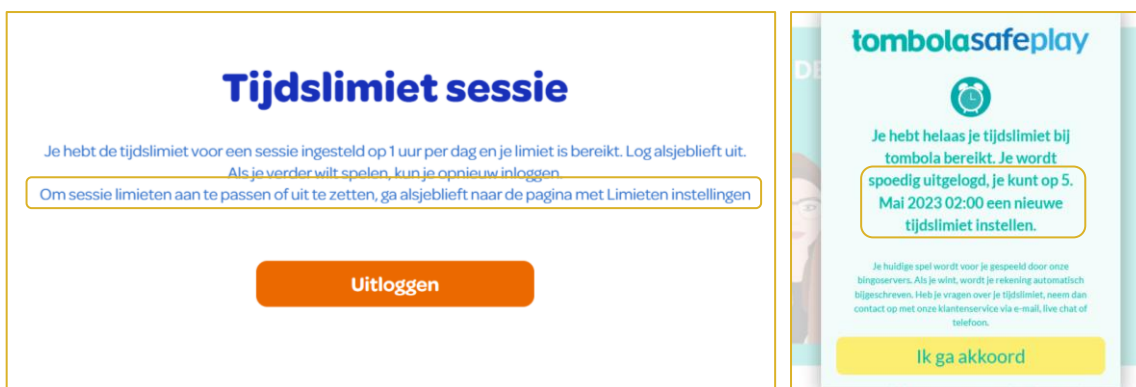 Tijdslimiet sessie
Je hebt de tijdslimiet voor een sessie ingesteld op 1 uur per dag en je limiet is bereikt. Log alsjeblieft uit.
Als je verder wilt spelen, kun je opnieuw inloggen.
Om sessie limieten aan te passen of uit te zetten, ga alsjeblieft naar de pagina met Limieten instellingen
Uitloggen
tombolasafeplay
DE
Je hebt helaas je tijdslimiet bij
tombola bereikt. Je wordt
spoedig uitgelogd, je kunt op 5.
Mai 2023 02:00 een nieuwe
tijdslimiet instellen.
Je huidige spel wordt voor je gespeeld door onze
bingoservers. Als je wint, wordt je rekening automatisch
bijgeschreven. Heb je vragen over je tijdslimiet, neem dan
contact op met onze klantenservice via e-mail, live chat of
telefoon.
Ik ga akkoord